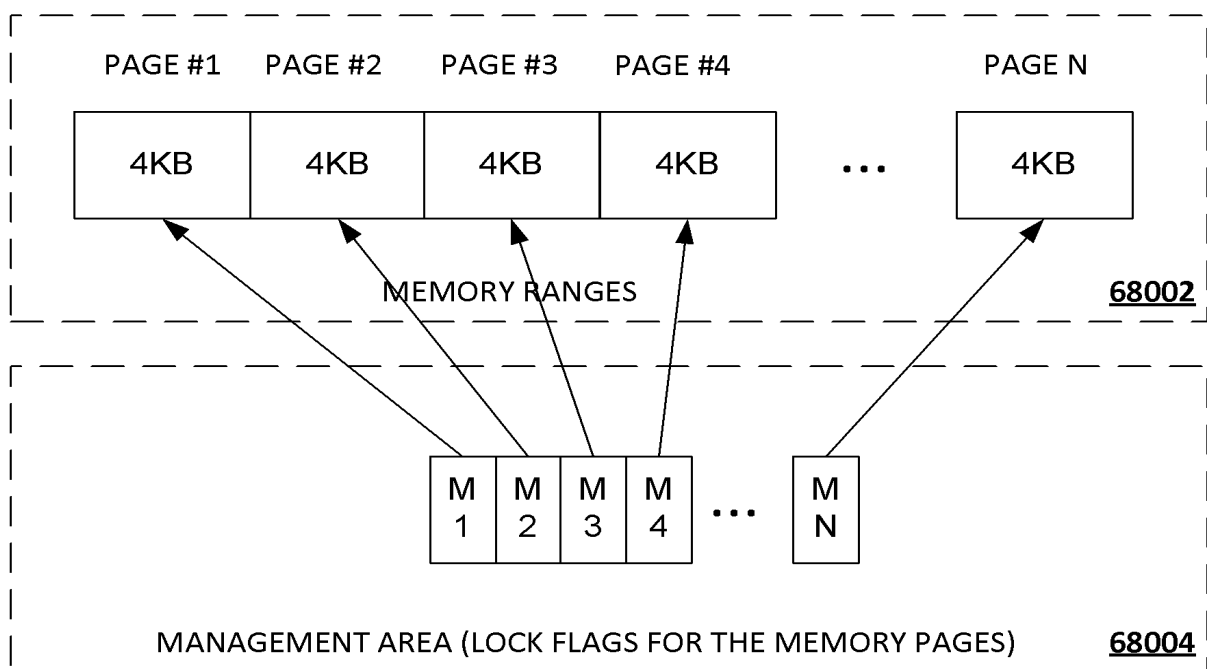 PAGE #1 PAGE #2 PAGE #3 PAGE #4 PAGE N
4KB 4KB 4KB 4KB ... 4KB
MEMORY RANGES 68002
M M M M M
1 2 3 4 ... N
MANAGEMENT AREA (LOCK FLAGS FOR THE MEMORY PAGES) 68004